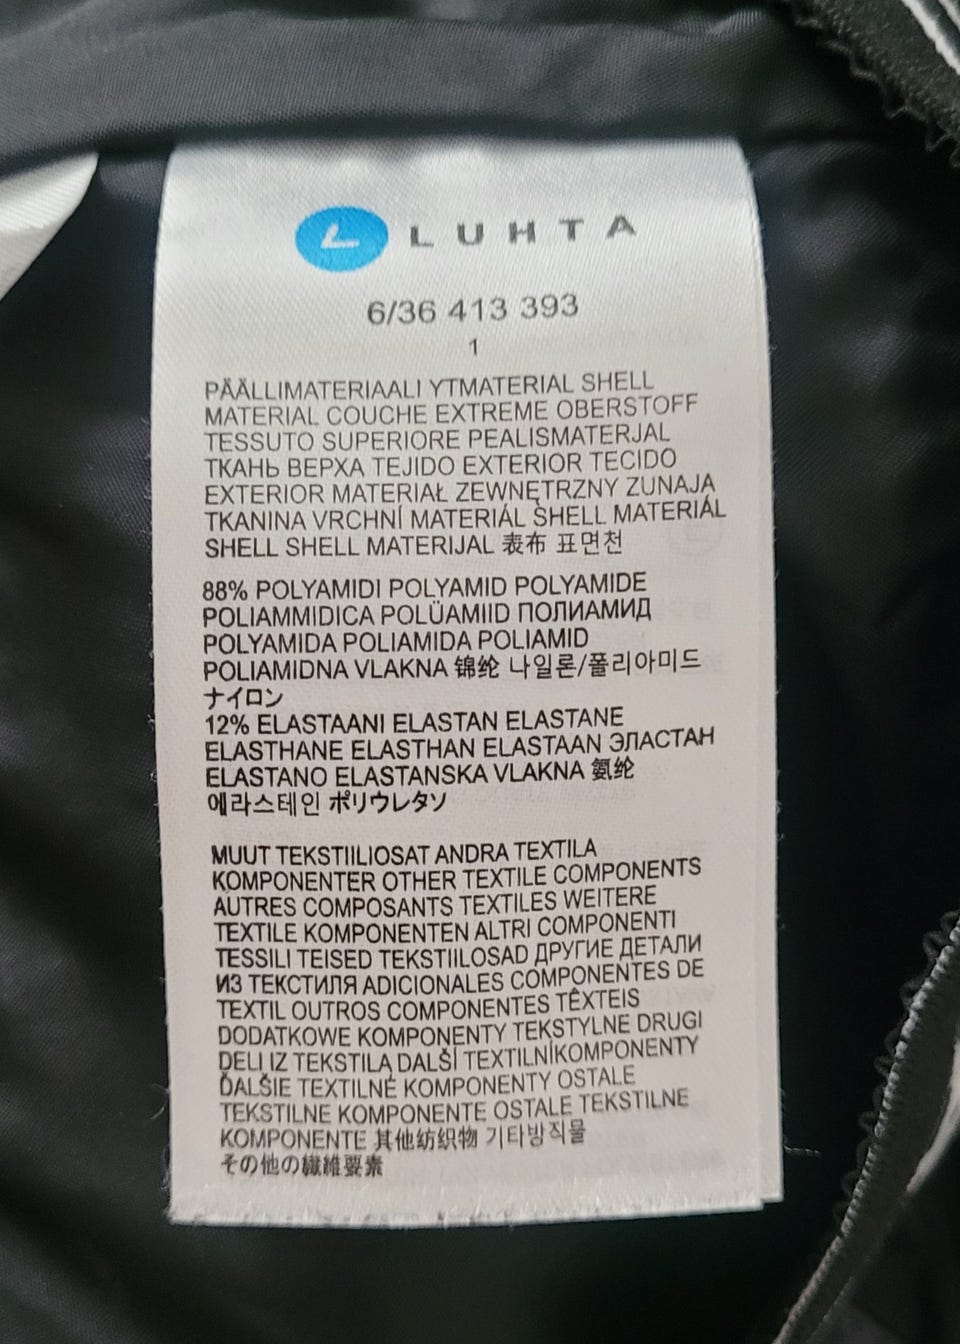 LUHTA
6/36 413 393
1
PÄÄLLIMATERIAALI YTMATERIAL SHELL
MATERIAL COUCHE EXTREME OBERSTOFF
TESSUTO SUPERIORE PEALISMATERJAL
ТКАНЬ ВЕРХА TEJIDO EXTERIOR TECIDO
EXTERIOR MATERIAŁ ZEWNĘTRZNY ZUNAJA
TKANINA VRCHNÍ MATERIÁL SHELL MATERIÁL
SHELL SHELL MATERIJAL 表布 표면천
88% POLYAMIDI POLYAMID POLYAMIDE
POLIAMMIDICA POLÜAMIID ПОЛИАМИД
POLYAMIDA POLIAMIDA POLIAMID
POLIAMIDNA VLAKNA 锦纶 나일론/폴리아미드
ナイロン
12% ELASTAANI ELASTAN ELASTANE
ELASTHANE ELASTHAN ELASTAAN ЭЛАСТАН
ELASTANO ELASTANSKA VLAKNA 氨纶
에라스테인 ポリウレタソ
MUUT TEKSTIILIOSAT ANDRA TEXTILA
KOMPONENTER OTHER TEXTILE COMPONENTS
AUTRES COMPOSANTS TEXTILES WEITERE
TEXTILE KOMPONENTEN ALTRI COMPONENTI
TESSILI TEISED TEKSTIILOSAD ДРУГИЕ ДЕТАЛИ
ИЗ ТЕКСТИЛЯ ADICIONALES COMPONENTES DE
TEXTIL OUTROS COMPONENTES TÊXTEIS
DODATKOWE KOMPONENTY TEKSTYLNE DRUGI
DELI IZ TEKSTILA DALŠÍ TEXTILNÍKOMPONENTY
ĎALŠIE TEXTILNÉ KOMPONENTY OSTALE
TEKSTILNE KOMPONENTE OSTALE TEKSTILNE
KOMPONENTE 其他纺织物 기타방직물
その他の繊維要素